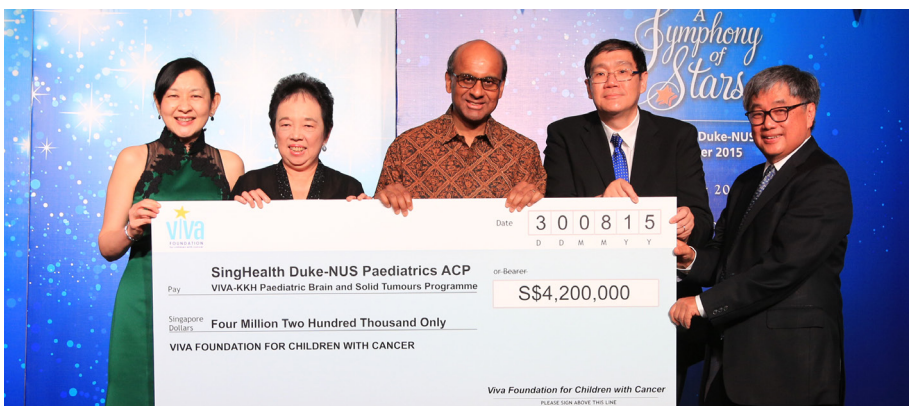 A
Symphony
of
Stars
Duke-NUS
er 2015
20
viva
FOUNDATION
Date
3 0 0 8 1 5
D D M M Y Y
SingHealth Duke-NUS Paediatrics ACP
or Bearer
Pay
VIVA-KKH Paediatric Brain and Solid Tumours Programme
S$4,200,000
Singapore
Dollars
Four Million Two Hundred Thousand Only
VIVA FOUNDATION FOR CHILDREN WITH CANCER
Viva Foundation for Children with Cancer
PLEASE SIGN ABOVE THIS LINE